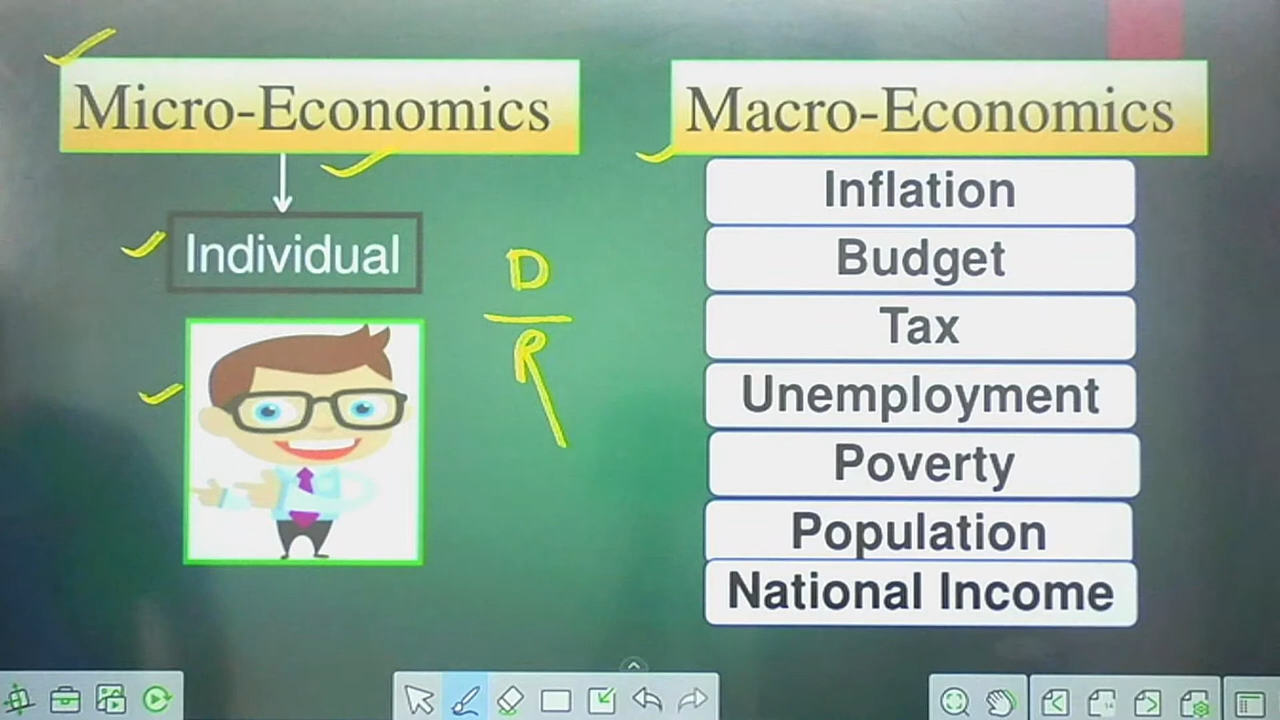 Micro-Economics
Individual
D
R
Macro-Economics
Inflation
Budget
Tax
Unemployment
Poverty
Population
National Income